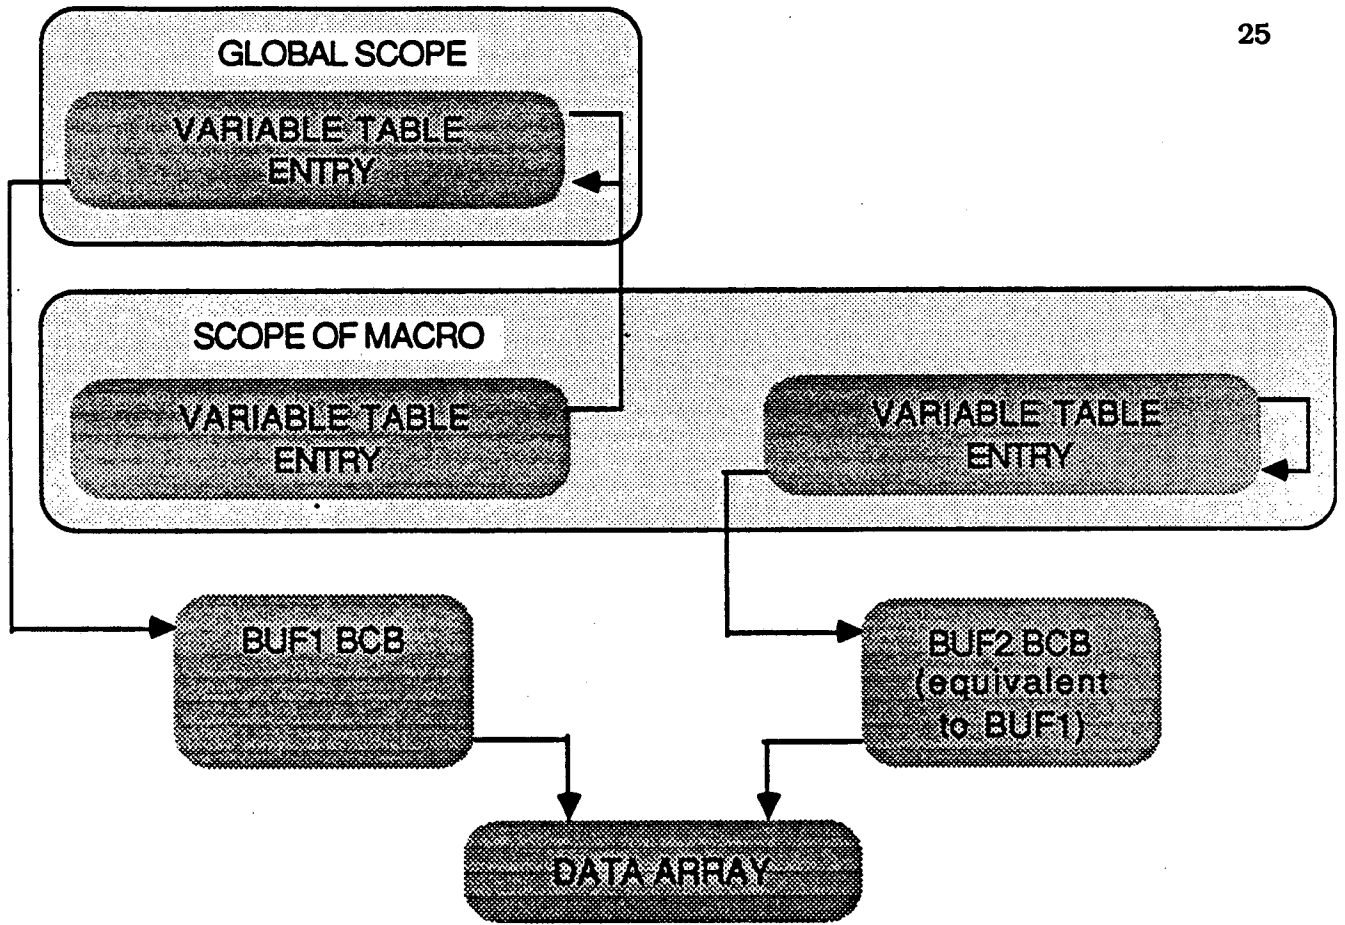 25
GLOBAL SCOPE
VARIABLE TABLE
ENTRY
SCOPE OF MACRO
VARIABLE TABLE
ENTRY
VARIABLE TABLE
ENTRY
BUF1 BCB
BUF2 BCB
(equivalent
to BUF1)
DATA ARRAY